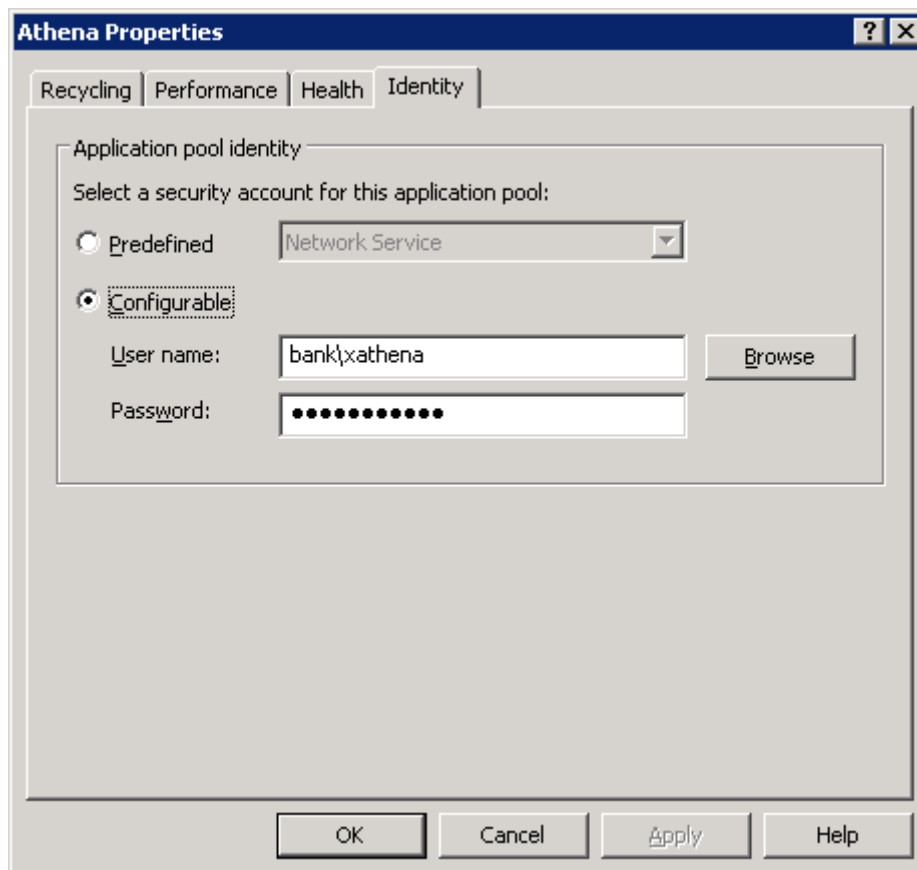 Athena Properties
Recycling Performance Health Identity
Application pool identity
Select a security account for this application pool:
Predefined Network Service
Configurable
User name: bank\xathena Browse
Password: ●●●●●●●●●●●
OK Cancel Apply Help